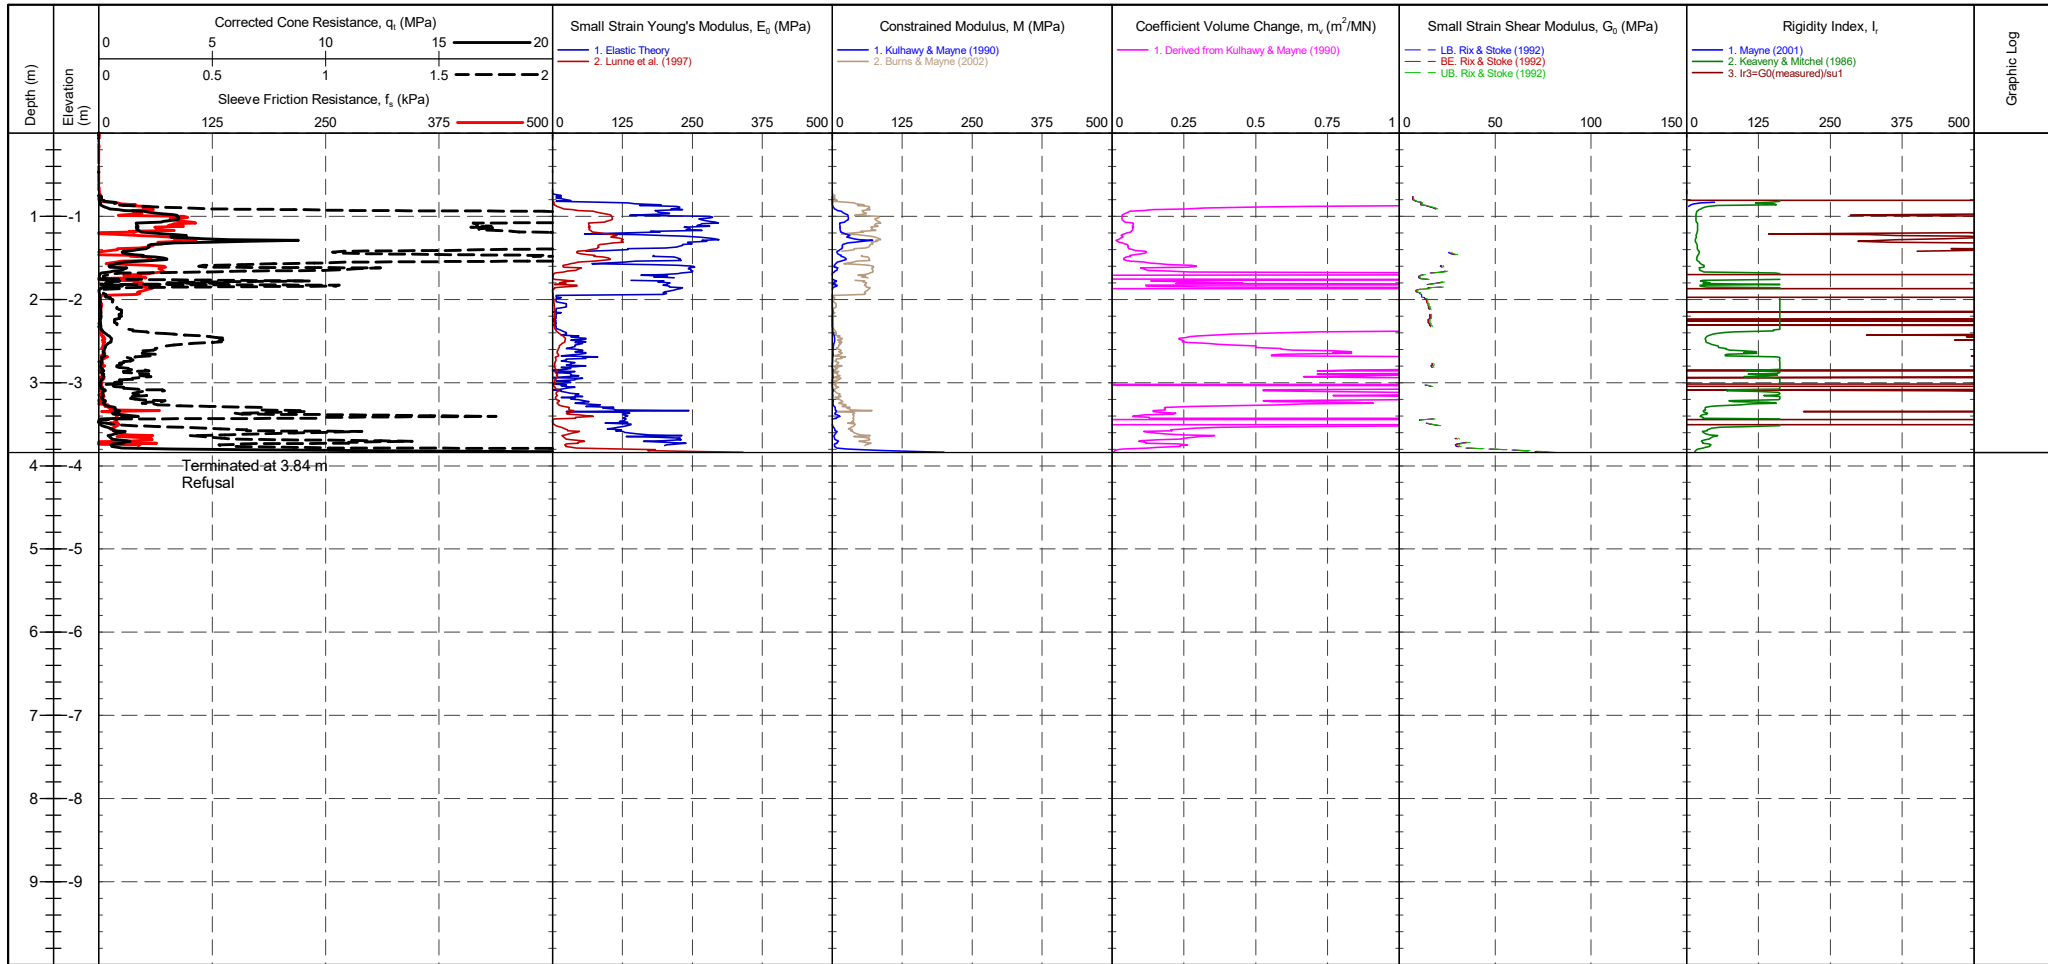 Corrected Cone Resistance, qt (MPa)
0 5 10 15 20
0 0.5 1 1.5 2
Sleeve Friction Resistance, fs (kPa)
0 125 250 375 500
Depth (m)
Elevation (m)
Small Strain Young's Modulus, E0 (MPa)
1. Elastic Theory
2. Lunne et al. (1997)
0 125 250 375 500
Constrained Modulus, M (MPa)
1. Kulhawy & Mayne (1990)
2. Burns & Mayne (2002)
0 125 250 375 500
Coefficient Volume Change, mv (m²/MN)
1. Derived from Kulhawy & Mayne (1990)
0 0.25 0.5 0.75 1
Small Strain Shear Modulus, G0 (MPa)
LB. Rix & Stoke (1992)
BE. Rix & Stoke (1992)
UB. Rix & Stoke (1992)
0 50 100 150
Rigidity Index, Ir
1. Mayne (2001)
2. Keaveny & Mitchel (1986)
3. Ir3=G0(measured)/su1
0 125 250 375 500
Graphic Log
1 -1
2 -2
3 -3
4 -4
Terminated at 3.84 m
Refusal
5 -5
6 -6
7 -7
8 -8
9 -9